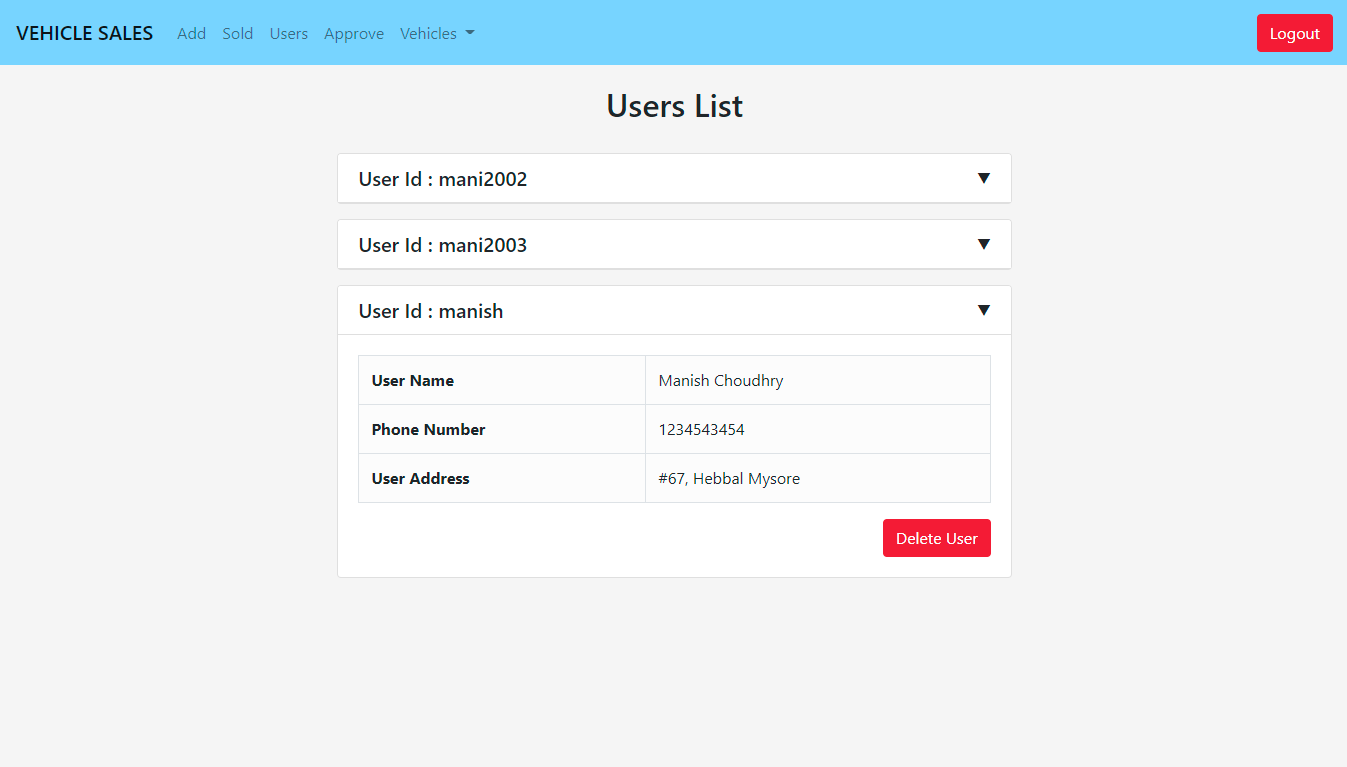 VEHICLE SALES Add Sold Users Approve Vehicles Logout
Users List
User Id : mani2002
User Id : mani2003
User Id : manish
User Name Manish Choudhry
Phone Number 1234543454
User Address #67, Hebbal Mysore
Delete User